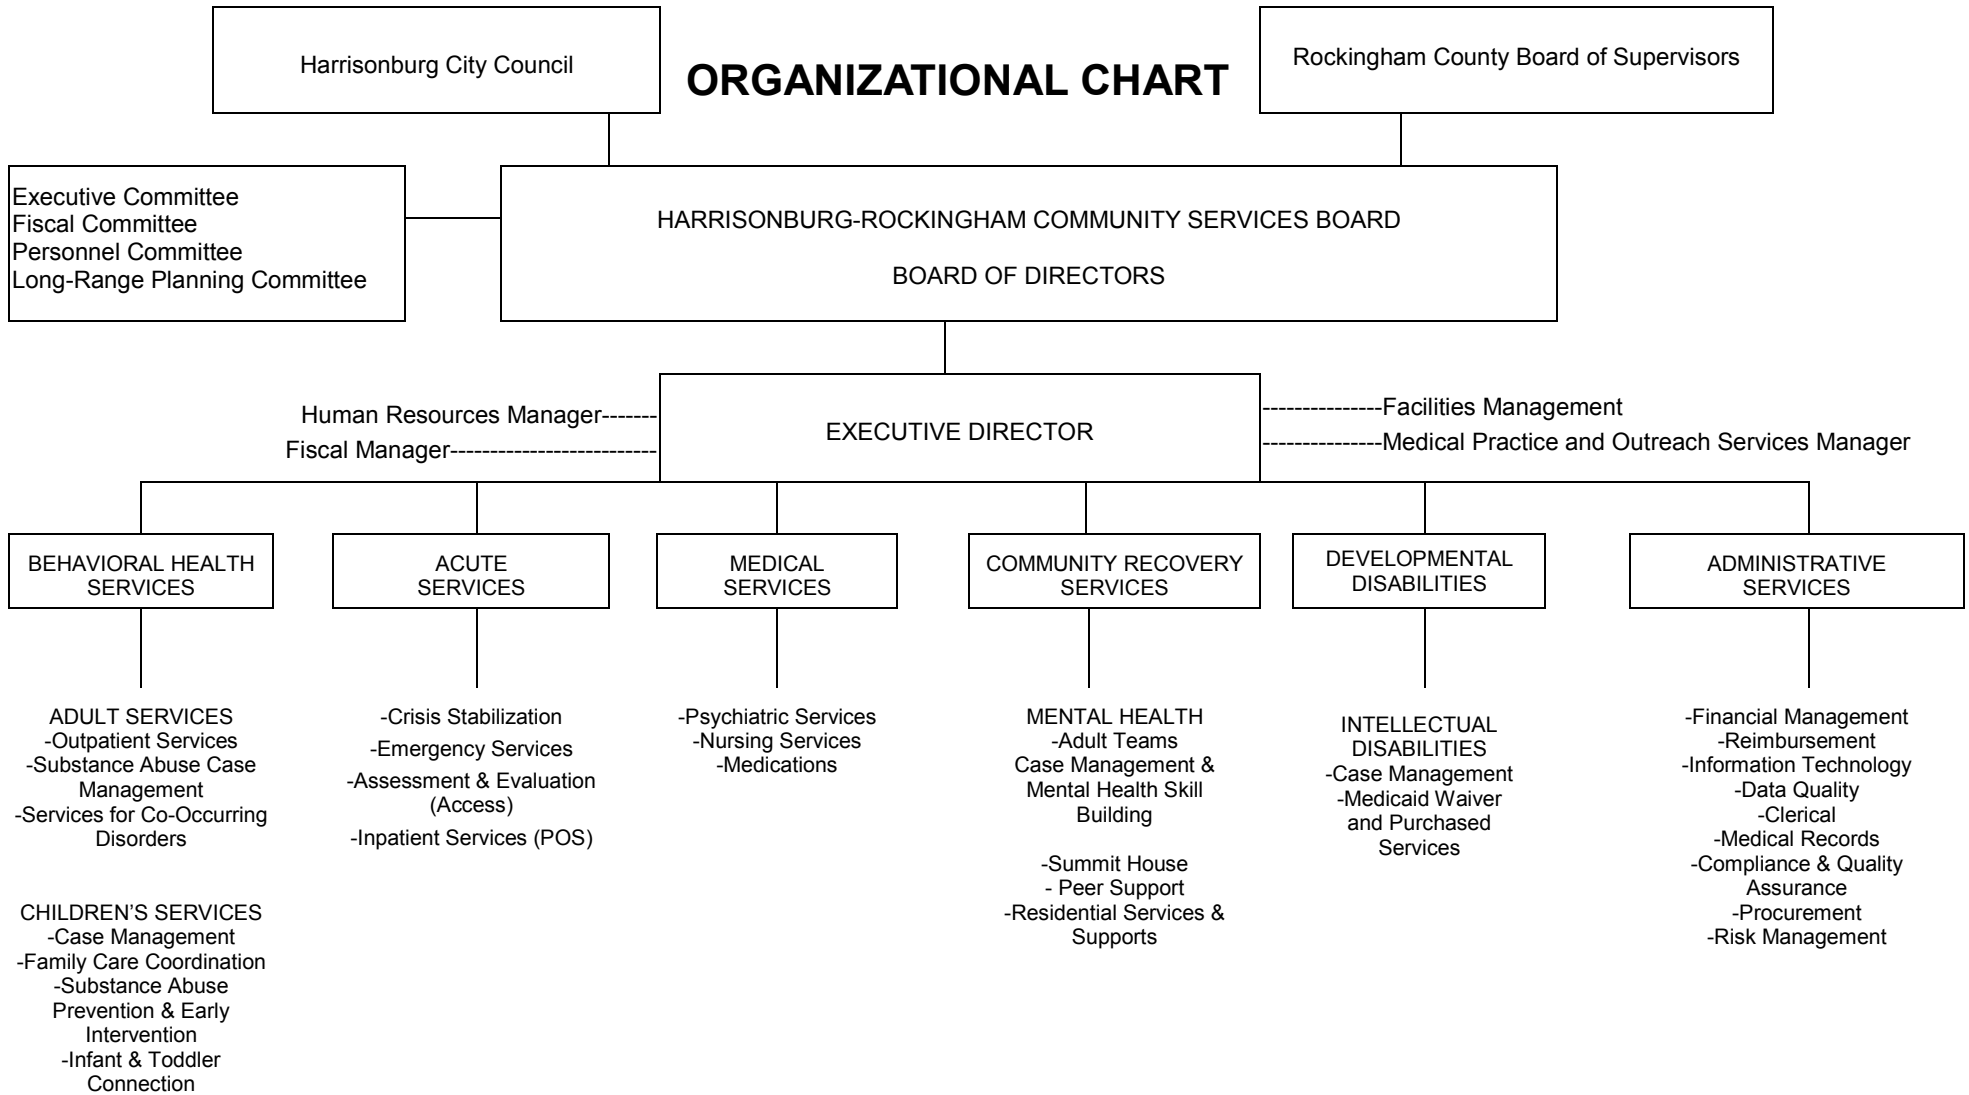 Harrisonburg City Council
ORGANIZATIONAL CHART
Rockingham County Board of Supervisors
Executive Committee
Fiscal Committee
Personnel Committee
Long-Range Planning Committee
HARRISONBURG-ROCKINGHAM COMMUNITY SERVICES BOARD
BOARD OF DIRECTORS
Human Resources Manager-------
Fiscal Manager--------------------------
EXECUTIVE DIRECTOR
---------------Facilities Management
---------------Medical Practice and Outreach Services Manager
BEHAVIORAL HEALTH
SERVICES
ACUTE
SERVICES
MEDICAL
SERVICES
COMMUNITY RECOVERY
SERVICES
DEVELOPMENTAL
DISABILITIES
ADMINISTRATIVE
SERVICES
ADULT SERVICES
-Outpatient Services
-Substance Abuse Case
Management
-Services for Co-Occurring
Disorders
CHILDREN’S SERVICES
-Case Management
-Family Care Coordination
-Substance Abuse
Prevention & Early
Intervention
-Infant & Toddler
Connection
-Crisis Stabilization
-Emergency Services
-Assessment & Evaluation
(Access)
-Inpatient Services (POS)
-Psychiatric Services
-Nursing Services
-Medications
MENTAL HEALTH
-Adult Teams
Case Management &
Mental Health Skill
Building
-Summit House
- Peer Support
-Residential Services &
Supports
INTELLECTUAL
DISABILITIES
-Case Management
-Medicaid Waiver
and Purchased
Services
-Financial Management
-Reimbursement
-Information Technology
-Data Quality
-Clerical
-Medical Records
-Compliance & Quality
Assurance
-Procurement
-Risk Management